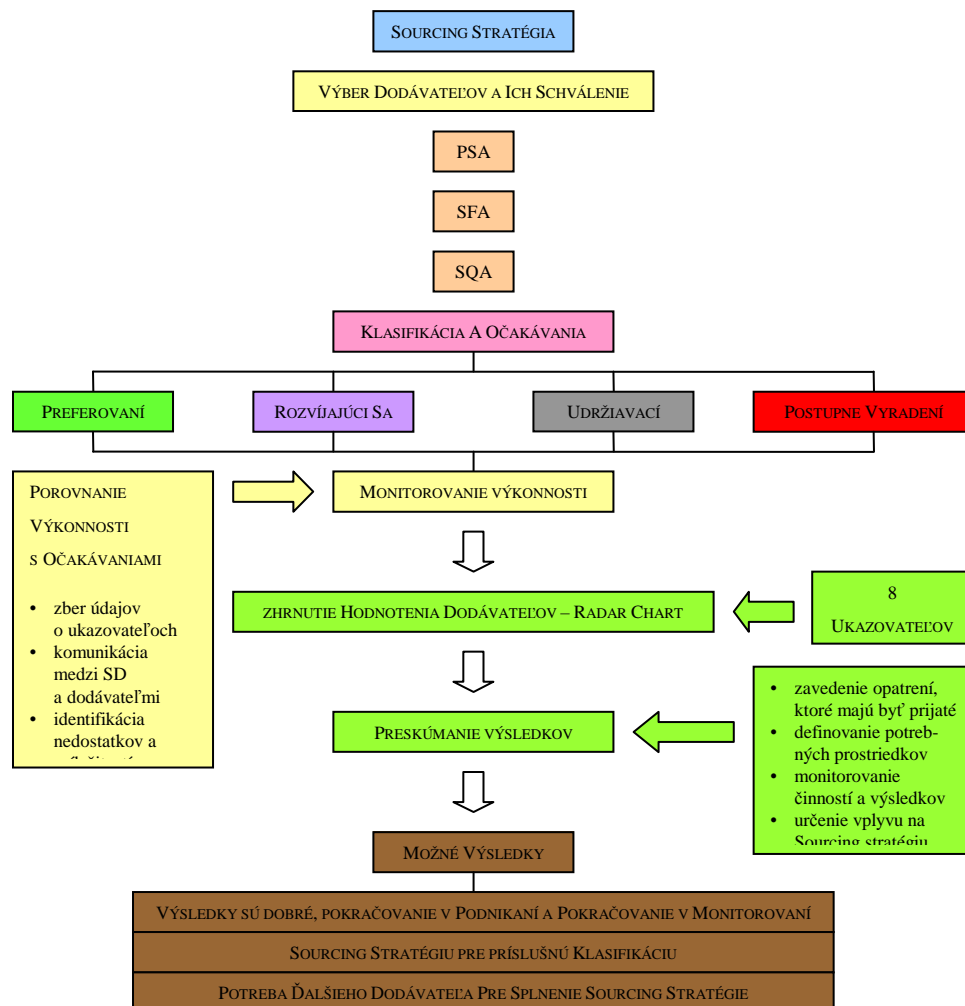 SOURCING STRATÉGIA
VÝBER DODÁVATEĽOV A ICH SCHVÁLENIE
PSA
SFA
SQA
KLASIFIKÁCIA A OČAKÁVANIA
PREFEROVANÍ
ROZVÍJAJÚCI SA
UDRŽIAVACÍ
POSTUPNE VYRADENÍ
POROVNANIE
VÝKONNOSTI
S OČAKÁVANIAMI
• zber údajov
o ukazovateľoch
• komunikácia
medzi SD
a dodávateľmi
• identifikácia
nedostatkov a
MONITOROVANIE VÝKONNOSTI
ZHRNUTIE HODNOTENIA DODÁVATEĽOV – RADAR CHART
8
UKAZOVATEĽOV
PRESKÚMANIE VÝSLEDKOV
• zavedenie opatrení,
ktoré majú byť prijaté
• definovanie potreb-
ných prostriedkov
• monitorovanie
činností a výsledkov
• určenie vplyvu na
Sourcing stratégiu
MOŽNÉ VÝSLEDKY
VÝSLEDKY SÚ DOBRÉ, POKRAČOVANIE V PODNIKANÍ A POKRAČOVANIE V MONITOROVANÍ
SOURCING STRATÉGIU PRE PRÍSLUŠNÚ KLASIFIKÁCIU
POTREBA ĎALŠIEHO DODÁVATEĽA PRE SPLNENIE SOURCING STRATÉGIE